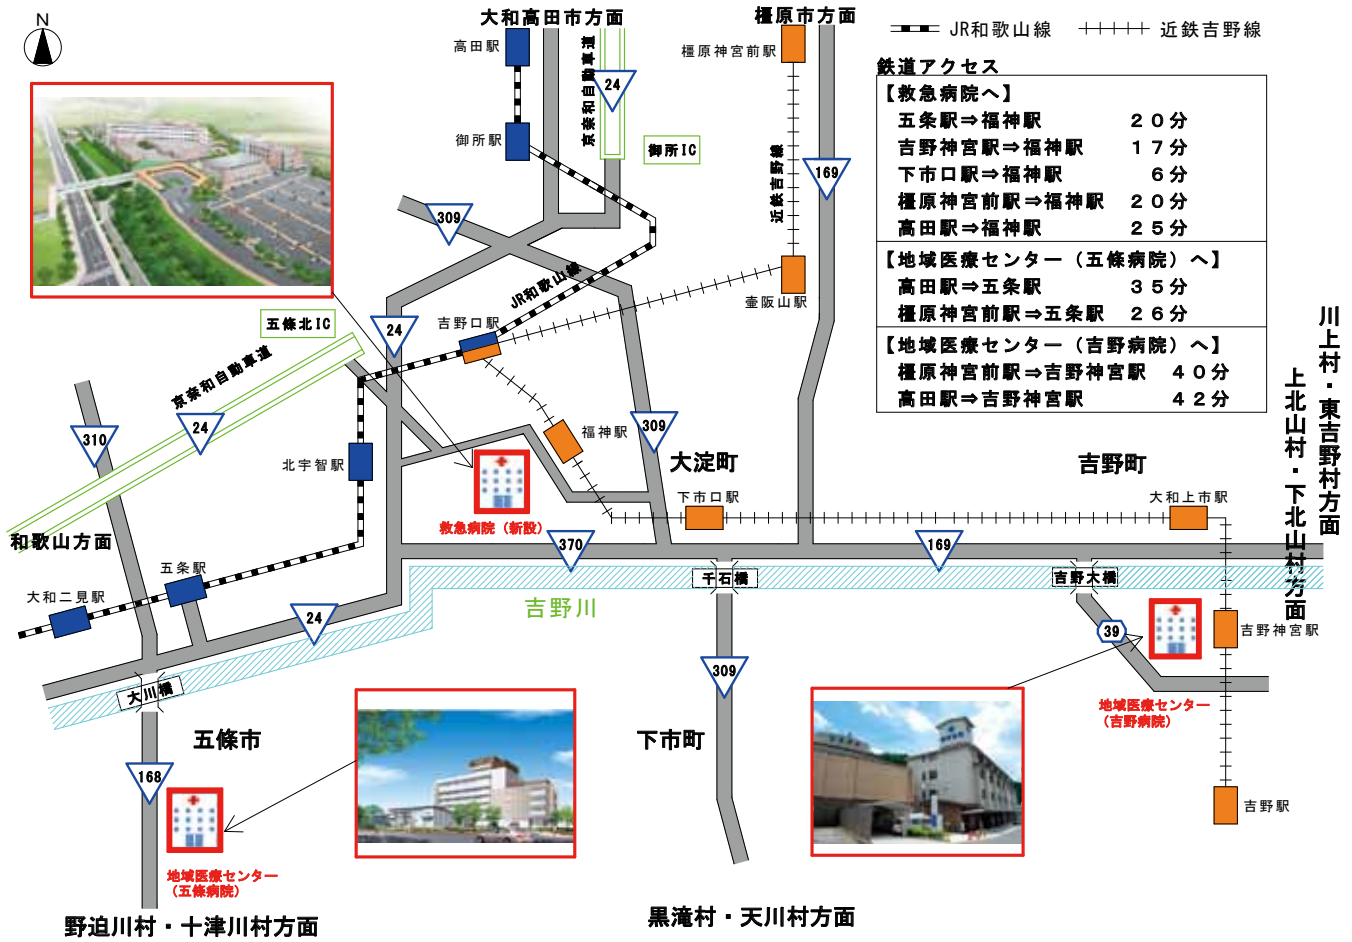 N
大和高田市方面
橿原市方面
JR和歌山線
近鉄吉野線
鉄道アクセス
【救急病院へ】
五条駅⇒福神駅 20分
吉野神宮駅⇒福神駅 17分
下市口駅⇒福神駅 6分
橿原神宮前駅⇒福神駅 20分
高田駅⇒福神駅 25分
【地域医療センター（五條病院）へ】
高田駅⇒五条駅 35分
橿原神宮前駅⇒五条駅 26分
【地域医療センター（吉野病院）へ】
橿原神宮前駅⇒吉野神宮駅 40分
高田駅⇒吉野神宮駅 42分
高田駅
京奈和自動車道
24
橿原神宮前駅
御所駅
御所IC
近鉄吉野線
169
309
JR和歌山線
壷阪山駅
五條北IC
24
吉野口駅
川上村・東吉野村方面
上北山村・下北山村方面
京奈和自動車道
24
310
309
福神駅
北宇智駅
大淀町
吉野町
下市口駅
大和上市駅
救急病院（新設）
和歌山方面
370
169
五条駅
千石橋
吉野大橋
大和二見駅
吉野川
24
39
吉野神宮駅
大川橋
309
地域医療センター
（吉野病院）
五條市
下市町
168
吉野駅
地域医療センター
（五條病院）
野迫川村・十津川村方面
黒滝村・天川村方面